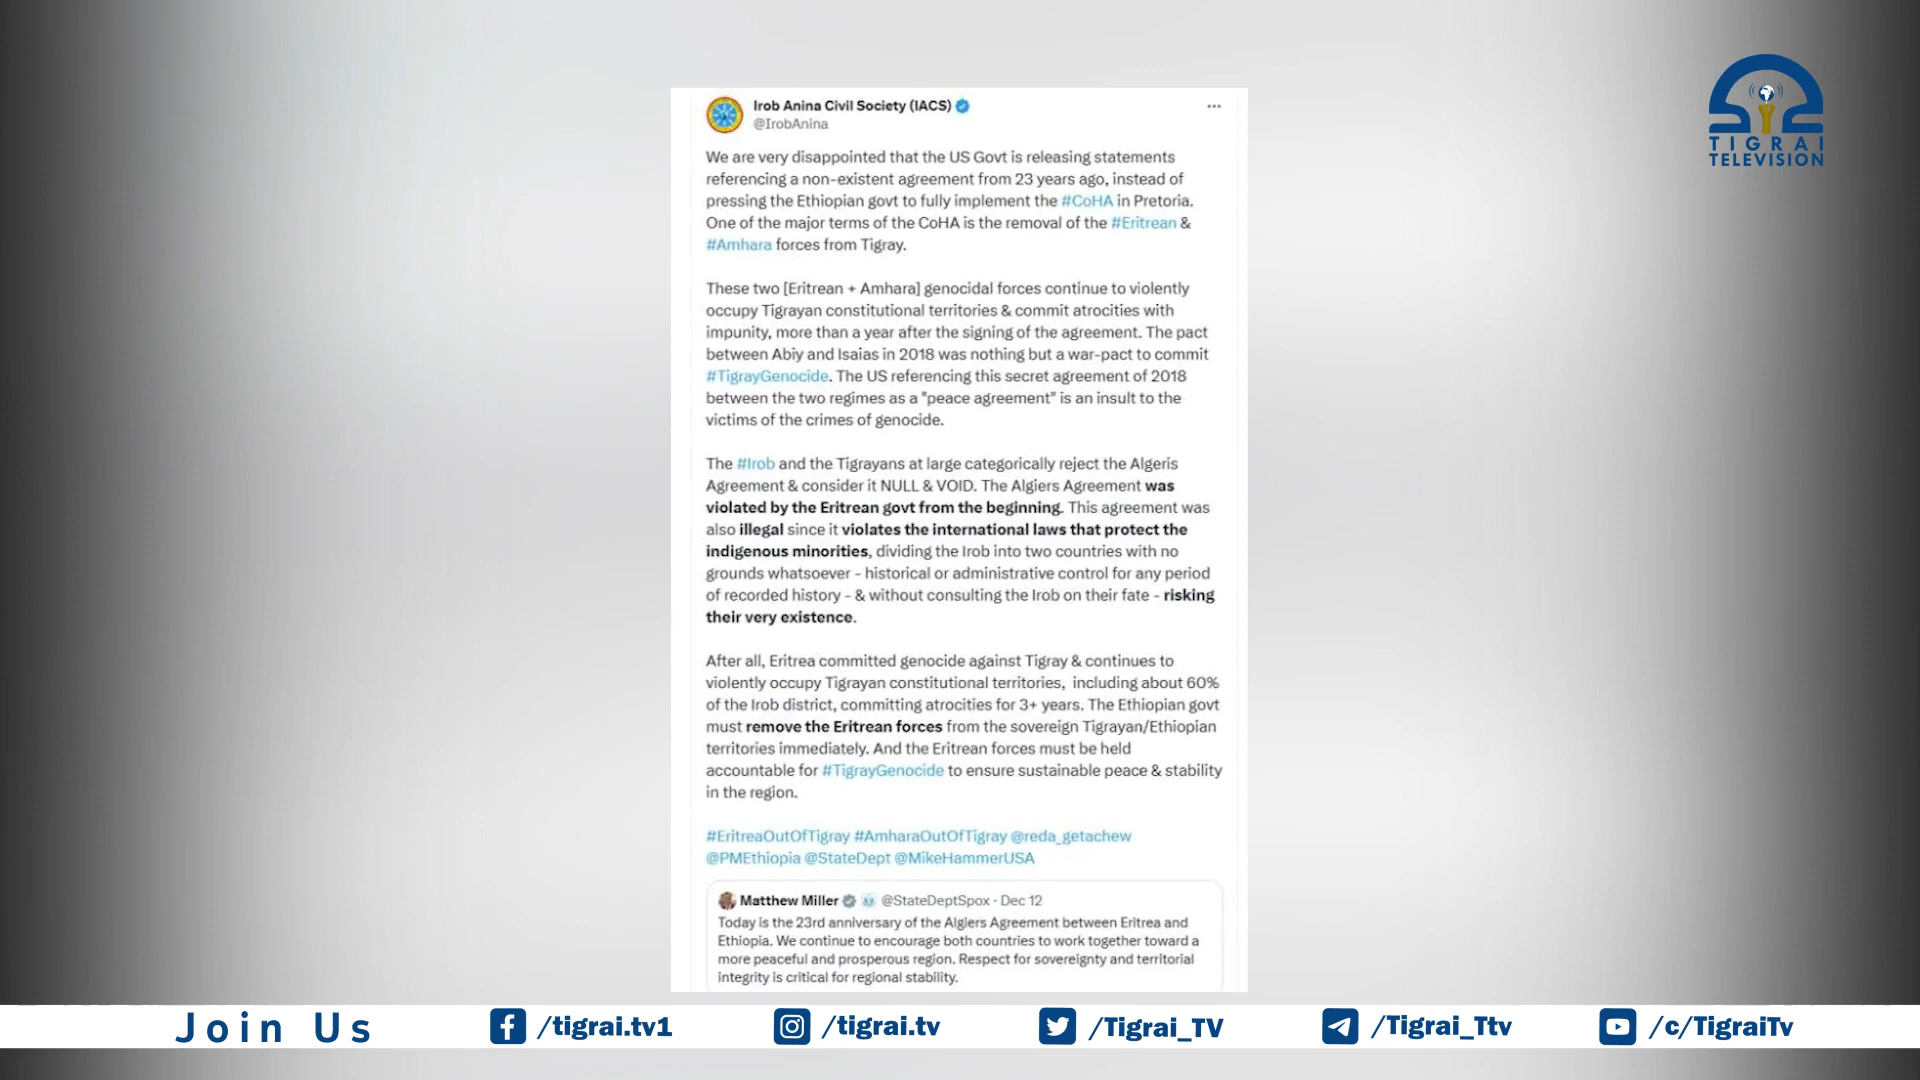 TIGRAI
TELEVISION
Irob Anina Civil Society (IACS)
@IrobAnina
We are very disappointed that the US Govt is releasing statements
referencing a non-existent agreement from 23 years ago, instead of
pressing the Ethiopian govt to fully implement the #CoHA in Pretoria.
One of the major terms of the CoHA is the removal of the #Eritrean &
#Amhara forces from Tigray.
These two [Eritrean + Amhara] genocidal forces continue to violently
occupy Tigrayan constitutional territories & commit atrocities with
impunity, more than a year after the signing of the agreement. The pact
between Abiy and Isaias in 2018 was nothing but a war-pact to commit
#TigrayGenocide. The US referencing this secret agreement of 2018
between the two regimes as a "peace agreement" is an insult to the
victims of the crimes of genocide.
The #Irob and the Tigrayans at large categorically reject the Algeris
Agreement & consider it NULL & VOID. The Algiers Agreement was
violated by the Eritrean govt from the beginning. This agreement was
also illegal since it violates the international laws that protect the
indigenous minorities, dividing the Irob into two countries with no
grounds whatsoever - historical or administrative control for any period
of recorded history - & without consulting the Irob on their fate - risking
their very existence.
After all, Eritrea committed genocide against Tigray & continues to
violently occupy Tigrayan constitutional territories, including about 60%
of the Irob district, committing atrocities for 3+ years. The Ethiopian govt
must remove the Eritrean forces from the sovereign Tigrayan/Ethiopian
territories immediately. And the Eritrean forces must be held
accountable for #TigrayGenocide to ensure sustainable peace & stability
in the region.
#EritreaOutOfTigray #AmharaOutOfTigray @reda_getachew
@PMEthiopia @StateDept @MikeHammerUSA
Matthew Miller @StateDeptSpox · Dec 12
Today is the 23rd anniversary of the Algiers Agreement between Eritrea and
Ethiopia. We continue to encourage both countries to work together toward a
more peaceful and prosperous region. Respect for sovereignty and territorial
integrity is critical for regional stability.
Join Us /tigrai.tv1 /tigrai.tv /Tigrai_TV /Tigrai_Ttv /c/TigraiTv